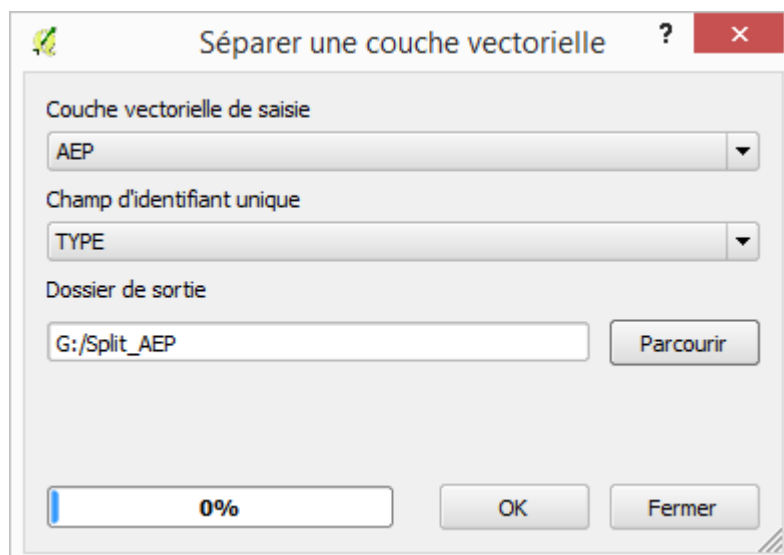 Séparer une couche vectorielle ? ×
Couche vectorielle de saisie
AEP
Champ d'identifiant unique
TYPE
Dossier de sortie
G:/Split_AEP Parcourir
0% OK Fermer